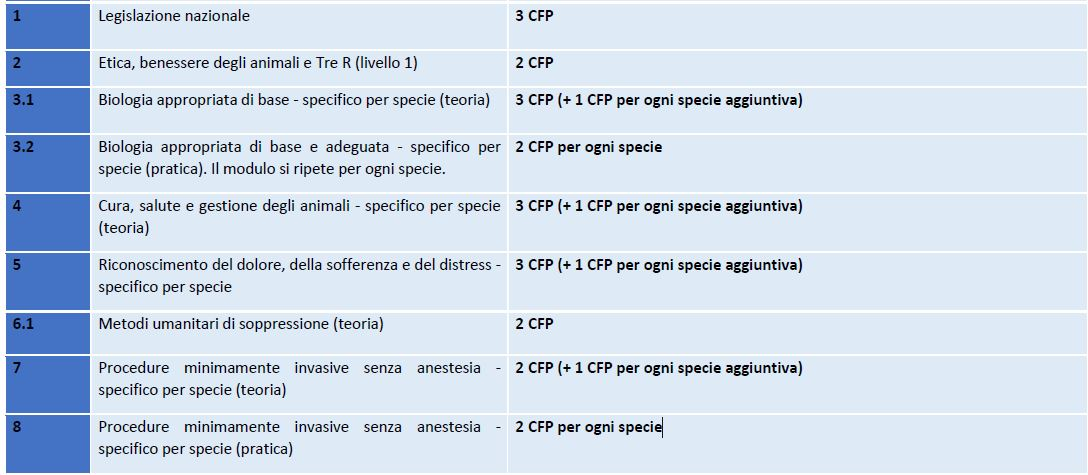 1 Legislazione nazionale 3 CFP
2 Etica, benessere degli animali e Tre R (livello 1) 2 CFP
3.1 Biologia appropriata di base - specifico per specie (teoria) 3 CFP (+ 1 CFP per ogni specie aggiuntiva)
3.2 Biologia appropriata di base e adeguata - specifico per 2 CFP per ogni specie
specie (pratica). Il modulo si ripete per ogni specie.
4 Cura, salute e gestione degli animali - specifico per specie 3 CFP (+ 1 CFP per ogni specie aggiuntiva)
(teoria)
5 Riconoscimento del dolore, della sofferenza e del distress - 3 CFP (+ 1 CFP per ogni specie aggiuntiva)
specifico per specie
6.1 Metodi umanitari di soppressione (teoria) 2 CFP
7 Procedure minimamente invasive senza anestesia - 2 CFP (+ 1 CFP per ogni specie aggiuntiva)
specifico per specie (teoria)
8 Procedure minimamente invasive senza anestesia - 2 CFP per ogni specie
specifico per specie (pratica)